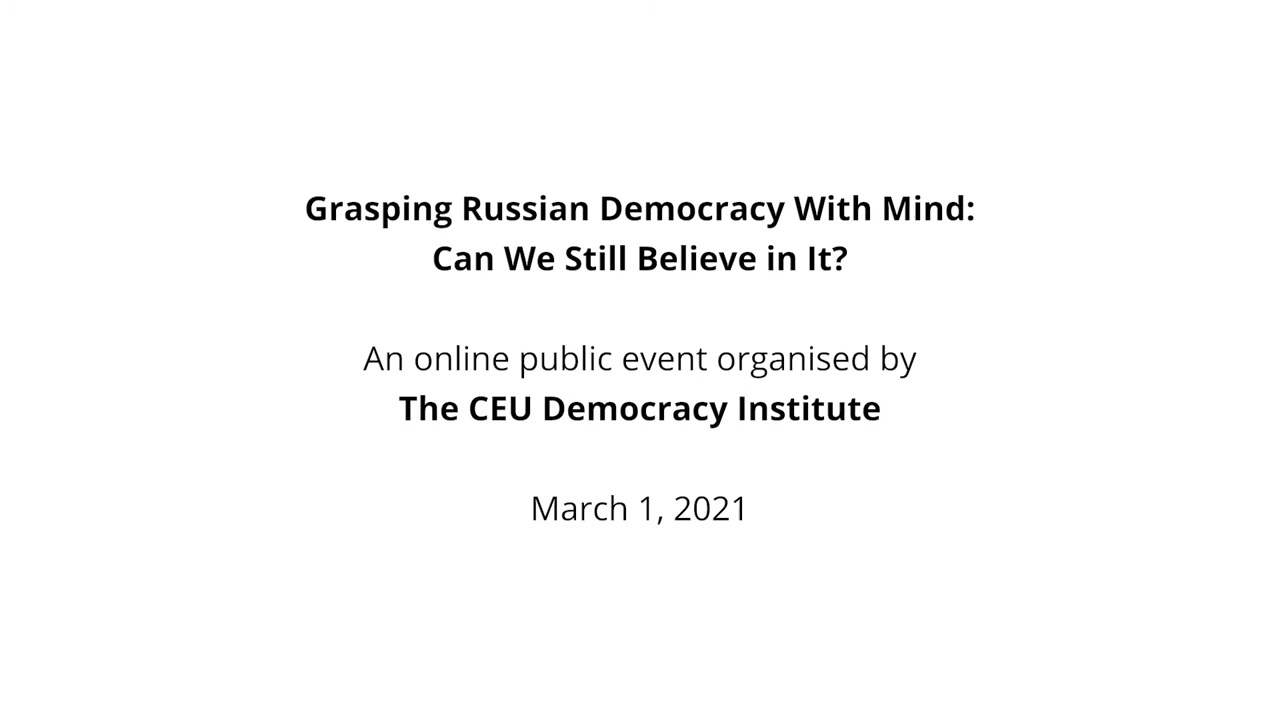 Grasping Russian Democracy With Mind:
Can We Still Believe in It?
An online public event organised by
The CEU Democracy Institute
March 1, 2021